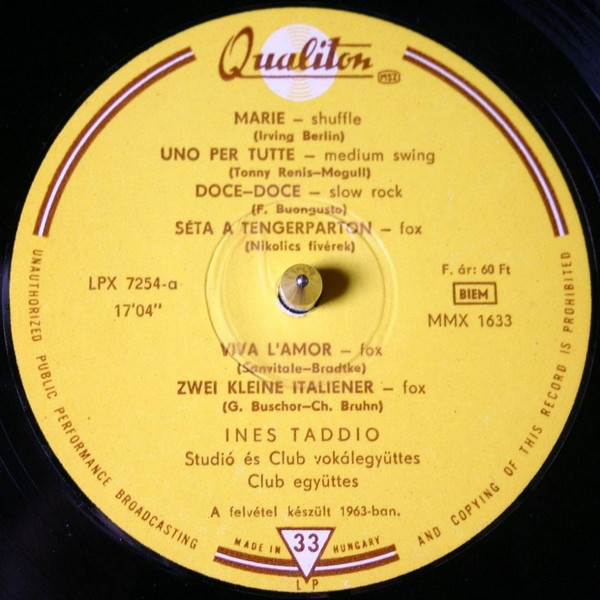 Qualiton
MSZ
MARIE – shuffle
(Irving Berlin)
UNO PER TUTTE – medium swing
(Tonny Renis–Mogull)
DOCE–DOCE – slow rock
(F. Buongusto)
SÉTA A TENGERPARTON – fox
(Nikolics fivérek)
LPX 7254-a
17'04"
F. ár: 60 Ft
BIEM
MMX 1633
VIVA L'AMOR – fox
(Sanvitale–Bradtke)
ZWEI KLEINE ITALIENER – fox
(G. Buschor–Ch. Bruhn)
INES TADDIO
Studió és Club vokálegyüttes
Club együttes
A felvétel készült 1963-ban.
MADE IN 33 HUNGARY
LP
UNAUTHORIZED PUBLIC PERFORMANCE BROADCASTING AND COPYING OF THIS RECORD IS PROHIBITED